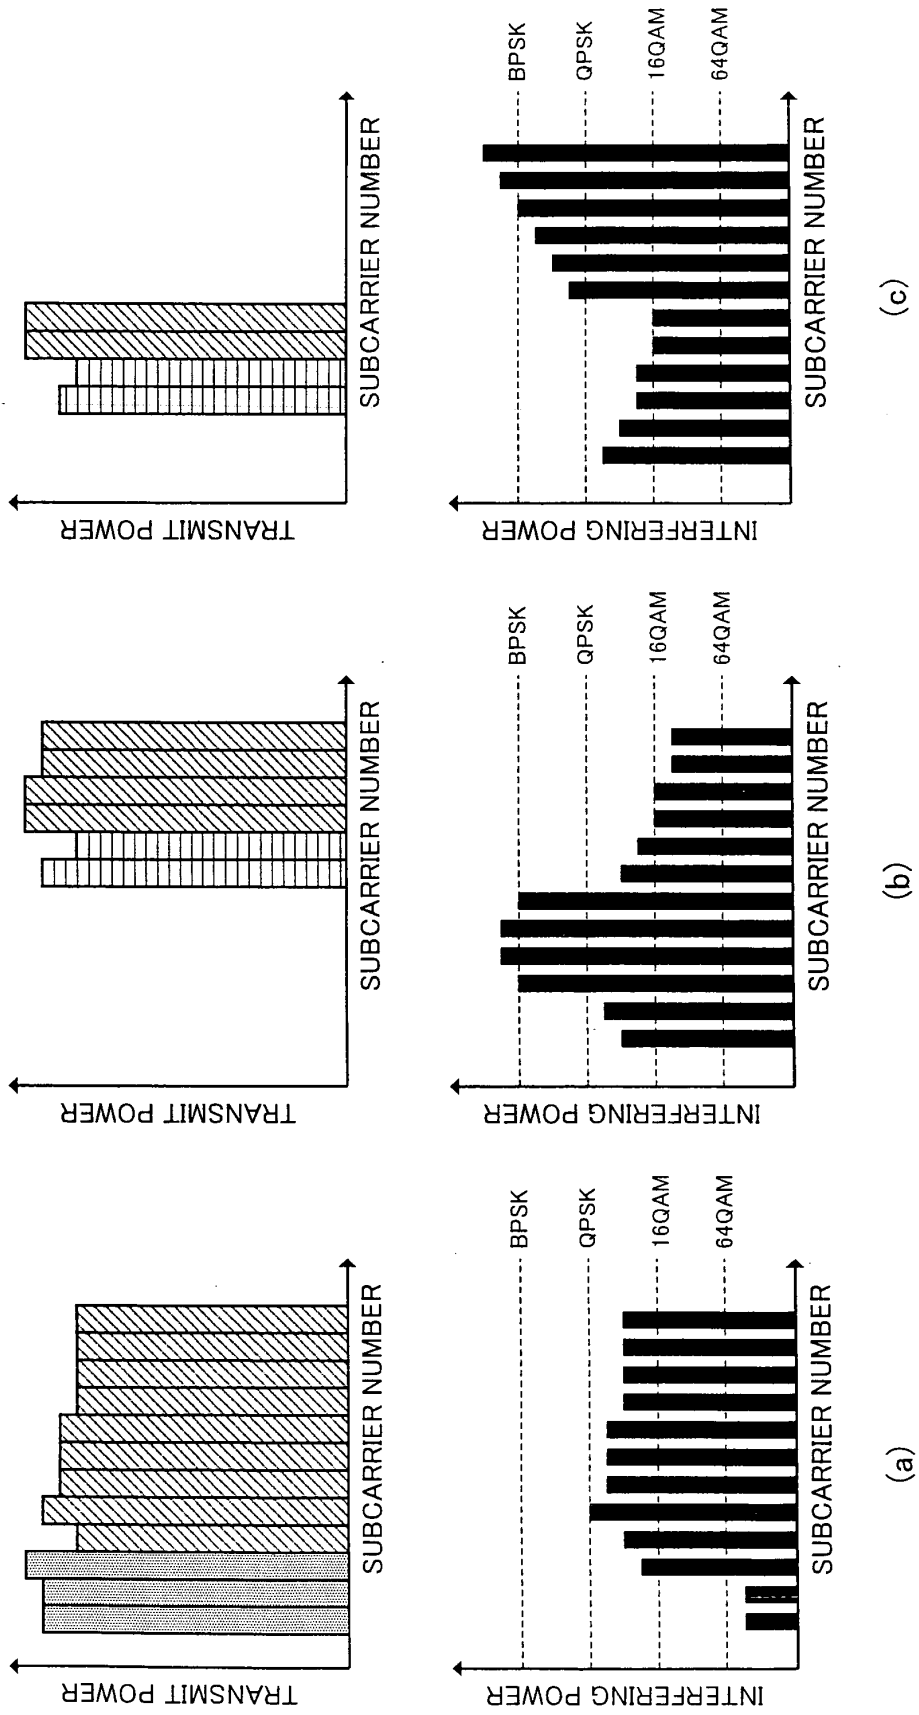 TRANSMIT POWER
SUBCARRIER NUMBER
INTERFERING POWER
BPSK
QPSK
16QAM
64QAM
SUBCARRIER NUMBER
(a)
TRANSMIT POWER
SUBCARRIER NUMBER
INTERFERING POWER
BPSK
QPSK
16QAM
64QAM
SUBCARRIER NUMBER
(b)
TRANSMIT POWER
SUBCARRIER NUMBER
INTERFERING POWER
BPSK
QPSK
16QAM
64QAM
SUBCARRIER NUMBER
(c)